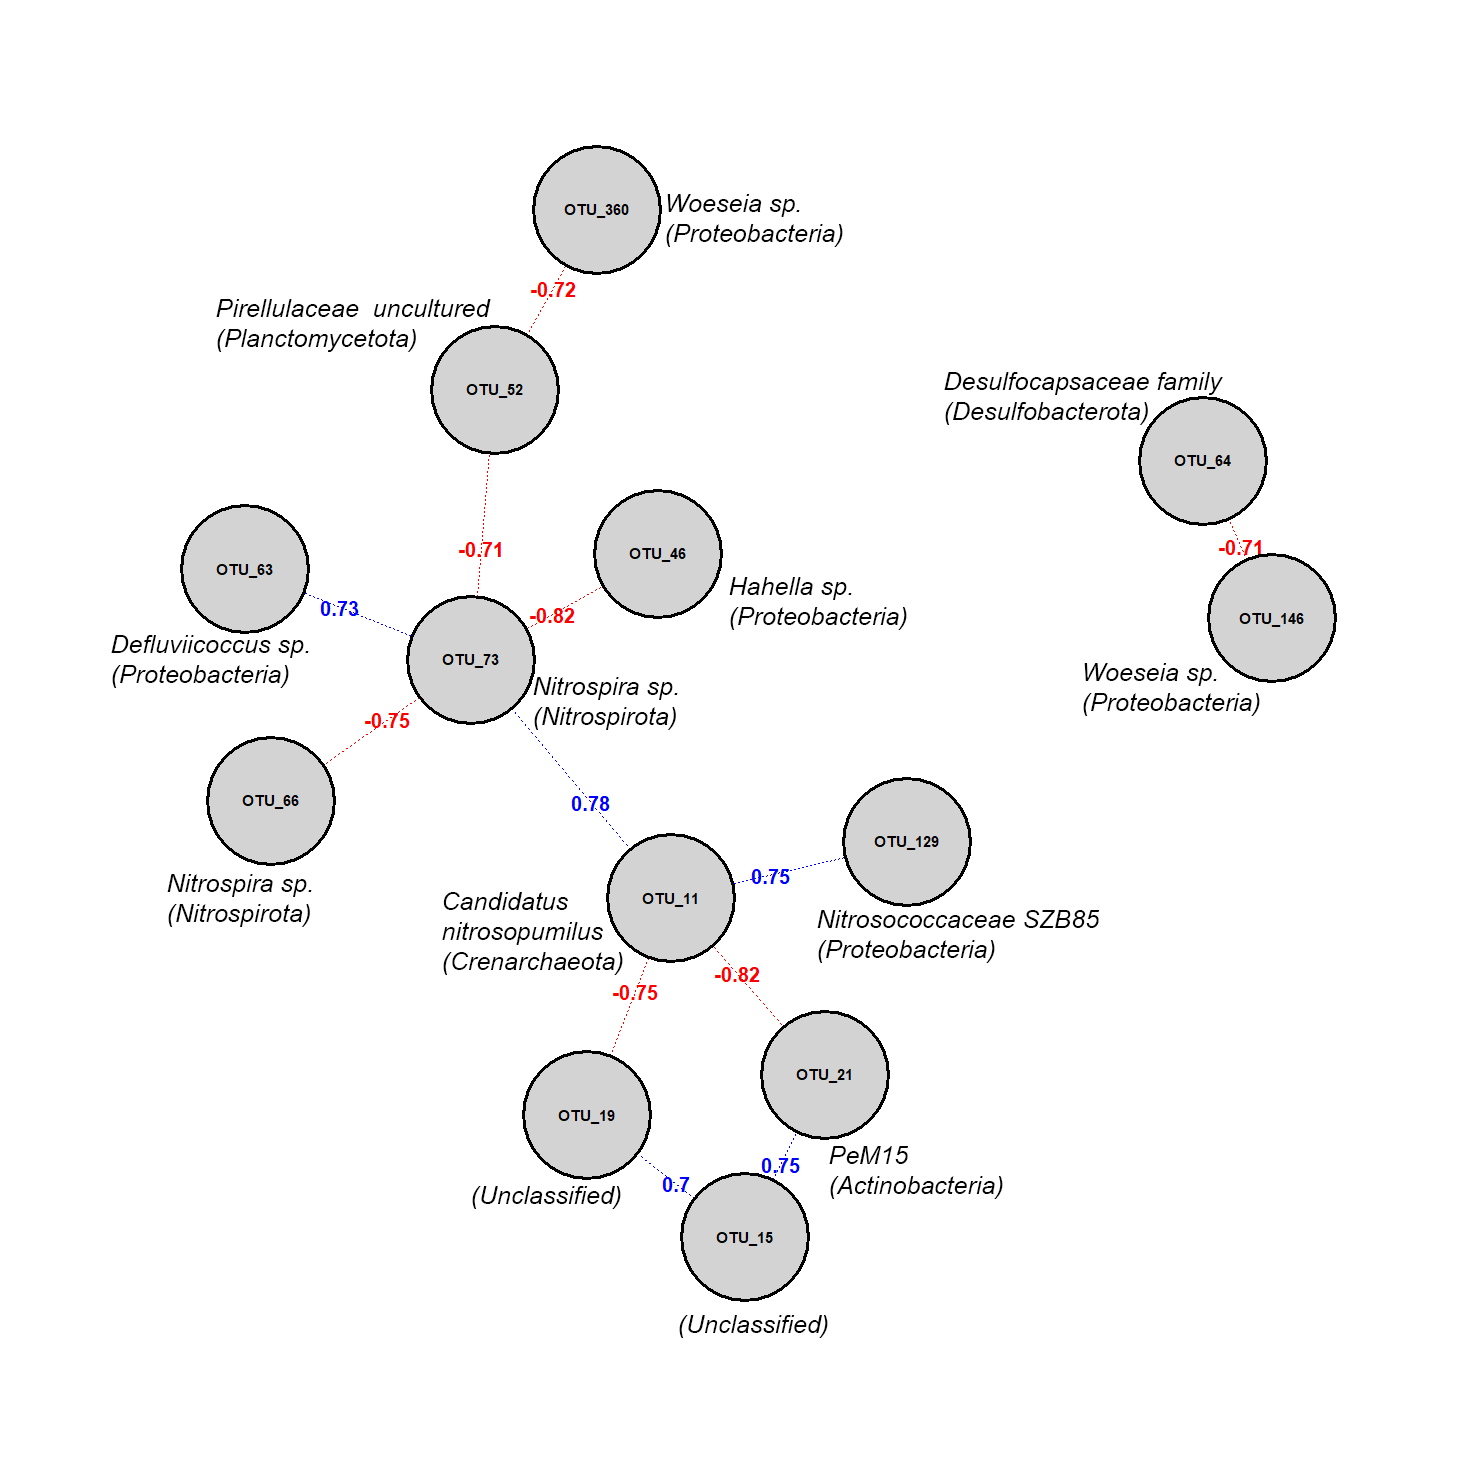 OTU_360
Woeseia sp.
(Proteobacteria)
-0.72
Pirellulaceae  uncultured
(Planctomycetota)
OTU_52
Desulfocapsaceae family
(Desulfobacterota)
OTU_64
-0.71
OTU_146
Woeseia sp.
(Proteobacteria)
-0.71
OTU_46
Hahella sp.
(Proteobacteria)
-0.82
OTU_63
0.73
Defluviicoccus sp.
(Proteobacteria)
OTU_73
Nitrospira sp.
(Nitrospirota)
-0.75
OTU_66
Nitrospira sp.
(Nitrospirota)
0.78
OTU_129
0.75
Nitrosococcaceae SZB85
(Proteobacteria)
OTU_11
Candidatus
nitrosopumilus
(Crenarchaeota)
-0.75
-0.82
OTU_21
PeM15
(Actinobacteria)
OTU_19
(Unclassified)
0.7
0.75
OTU_15
(Unclassified)